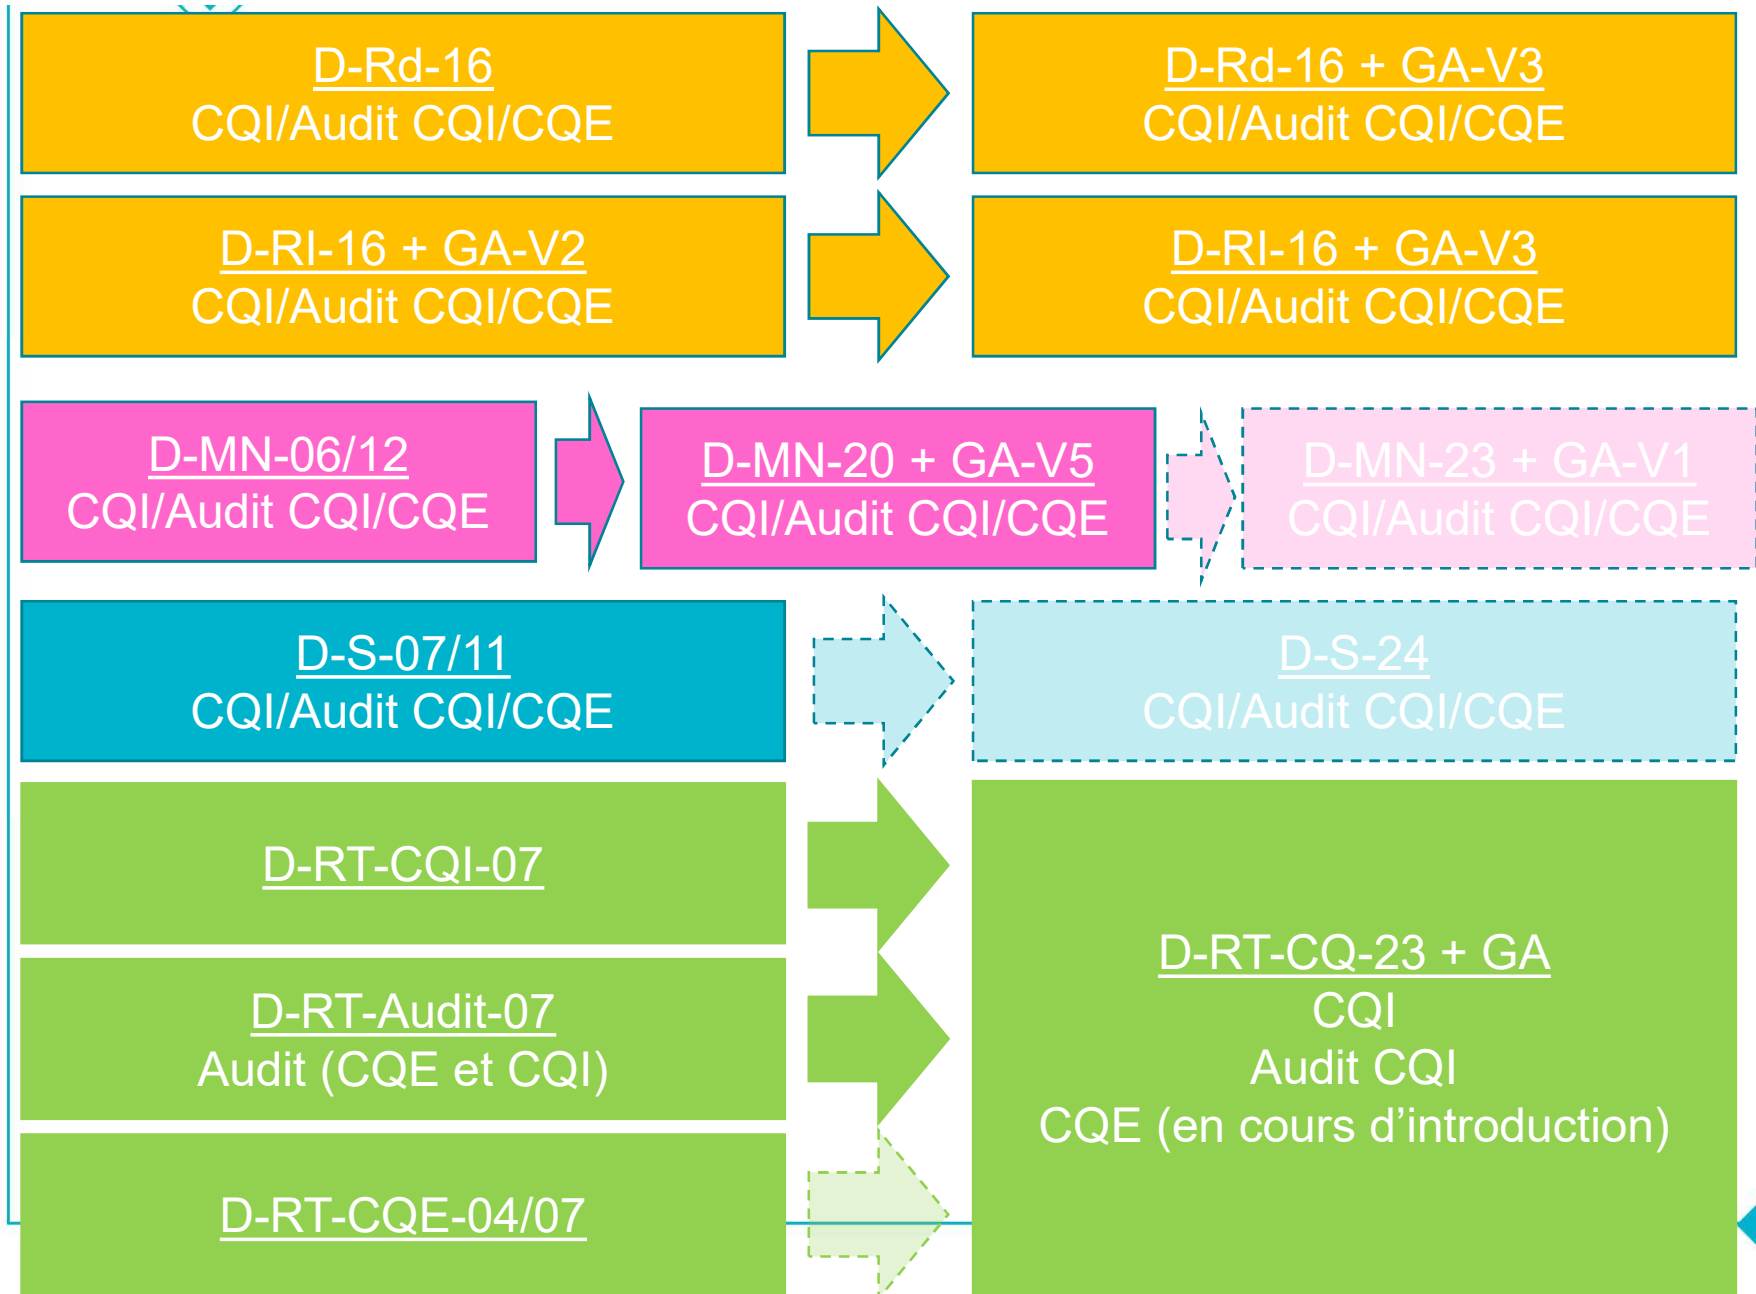 D-Rd-16
CQI/Audit CQI/CQE
D-Rd-16 + GA-V3
CQI/Audit CQI/CQE
D-RI-16 + GA-V2
CQI/Audit CQI/CQE
D-RI-16 + GA-V3
CQI/Audit CQI/CQE
D-MN-06/12
CQI/Audit CQI/CQE
D-MN-20 + GA-V5
CQI/Audit CQI/CQE
D-MN-23 + GA-V1
CQI/Audit CQI/CQE
D-S-07/11
CQI/Audit CQI/CQE
D-S-24
CQI/Audit CQI/CQE
D-RT-CQI-07
D-RT-Audit-07
Audit (CQE et CQI)
D-RT-CQE-04/07
D-RT-CQ-23 + GA
CQI
Audit CQI
CQE (en cours d’introduction)